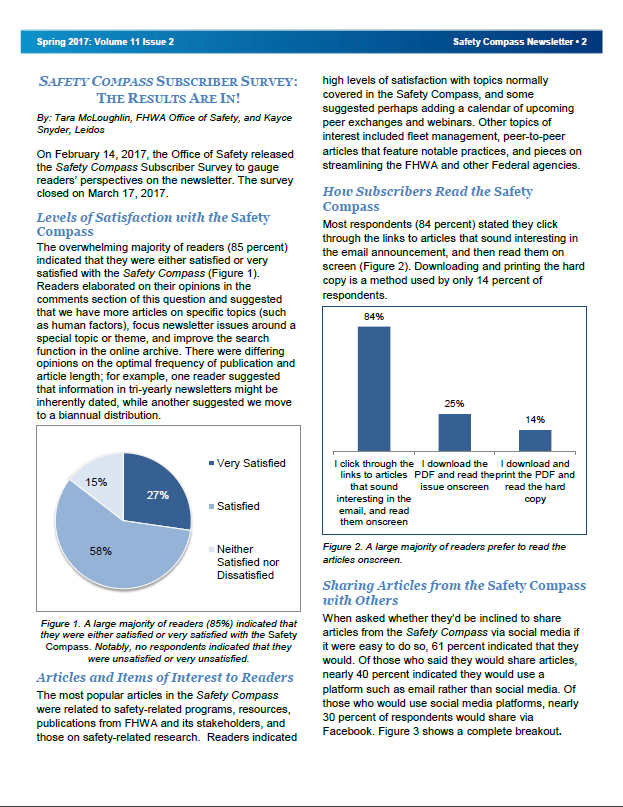 Spring 2017: Volume 11 Issue 2
Safety Compass Newsletter • 2
SAFETY COMPASS SUBSCRIBER SURVEY:
THE RESULTS ARE IN!
By: Tara McLoughlin, FHWA Office of Safety, and Kayce
Snyder, Leidos
On February 14, 2017, the Office of Safety released
the Safety Compass Subscriber Survey to gauge
readers' perspectives on the newsletter. The survey
closed on March 17, 2017.
Levels of Satisfaction with the Safety
Compass
The overwhelming majority of readers (85 percent)
indicated that they were either satisfied or very
satisfied with the Safety Compass (Figure 1).
Readers elaborated on their opinions in the
comments section of this question and suggested
that we have more articles on specific topics (such
as human factors), focus newsletter issues around a
special topic or theme, and improve the search
function in the online archive. There were differing
opinions on the optimal frequency of publication and
article length; for example, one reader suggested
that information in tri-yearly newsletters might be
inherently dated, while another suggested we move
to a biannual distribution.
15%
27%
58%
Very Satisfied
Satisfied
Neither
Satisfied nor
Dissatisfied
Figure 1. A large majority of readers (85%) indicated that
they were either satisfied or very satisfied with the Safety
Compass. Notably, no respondents indicated that they
were unsatisfied or very unsatisfied.
Articles and Items of Interest to Readers
The most popular articles in the Safety Compass
were related to safety-related programs, resources,
publications from FHWA and its stakeholders, and
those on safety-related research. Readers indicated
high levels of satisfaction with topics normally
covered in the Safety Compass, and some
suggested perhaps adding a calendar of upcoming
peer exchanges and webinars. Other topics of
interest included fleet management, peer-to-peer
articles that feature notable practices, and pieces on
streamlining the FHWA and other Federal agencies.
How Subscribers Read the Safety
Compass
Most respondents (84 percent) stated they click
through the links to articles that sound interesting in
the email announcement, and then read them on
screen (Figure 2). Downloading and printing the hard
copy is a method used by only 14 percent of
respondents.
84%
25%
14%
I click through the
links to articles
that sound
interesting in the
email, and read
them onscreen
I download the
PDF and read the
issue onscreen
I download and
print the PDF and
read the hard
copy
Figure 2. A large majority of readers prefer to read the
articles onscreen.
Sharing Articles from the Safety Compass
with Others
When asked whether they'd be inclined to share
articles from the Safety Compass via social media if
it were easy to do so, 61 percent indicated that they
would. Of those who said they would share articles,
nearly 40 percent indicated they would use a
platform such as email rather than social media. Of
those who would use social media platforms, nearly
30 percent of respondents would share via
Facebook. Figure 3 shows a complete breakout.